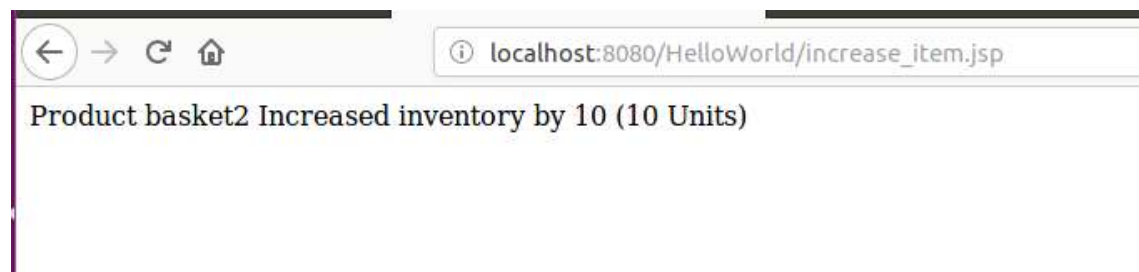 localhost:8080/HelloWorld/increase_item.jsp
Product basket2 Increased inventory by 10 (10 Units)